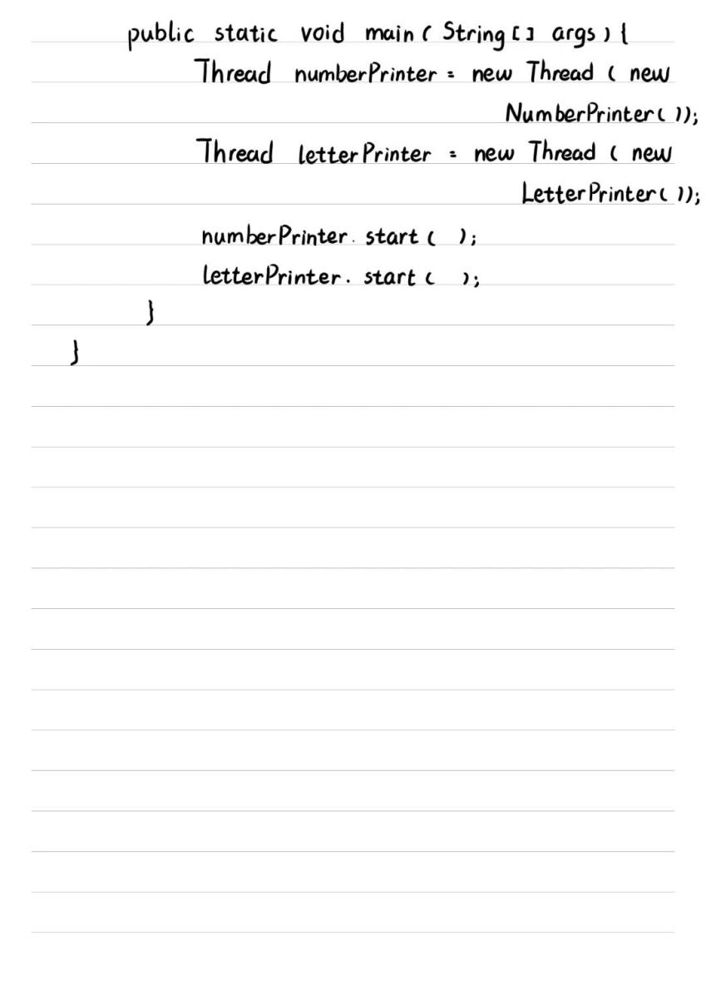 public static void main ( String [] args ) {
Thread numberPrinter = new Thread ( new
NumberPrinter( ));
Thread letterPrinter = new Thread ( new
LetterPrinter( ));
numberPrinter. start ( );
letterPrinter. start ( );
}
}